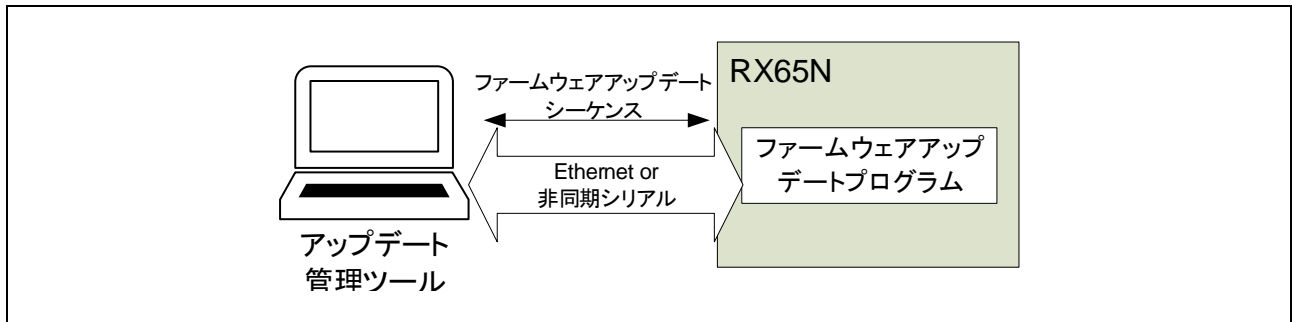 RX65N
ファームウェアアップデート
シーケンス
ファームウェアアップ
デートプログラム
Ethernet or
非同期シリアル
アップデート
管理ツール